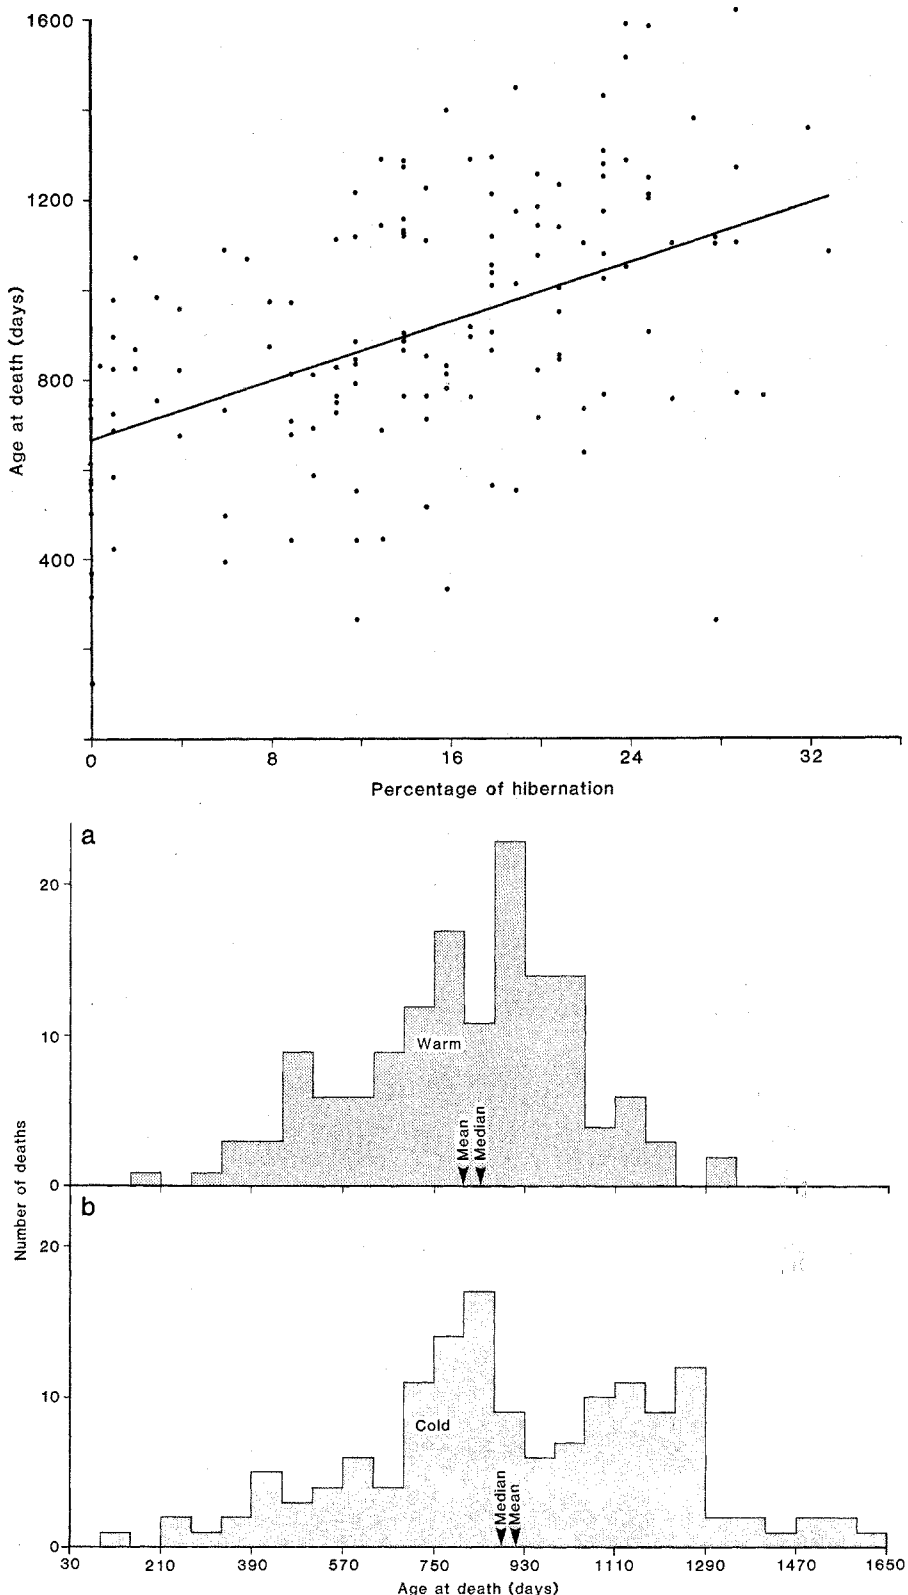 1600
1200
800
400
Age at death (days)
0
8
16
24
32
Percentage of hibernation
a
20
10
0
Warm
Mean
Median
Number of deaths
b
20
10
0
Cold
Median
Mean
30
210
390
570
750
930
1110
1290
1470
1650
Age at death (days)